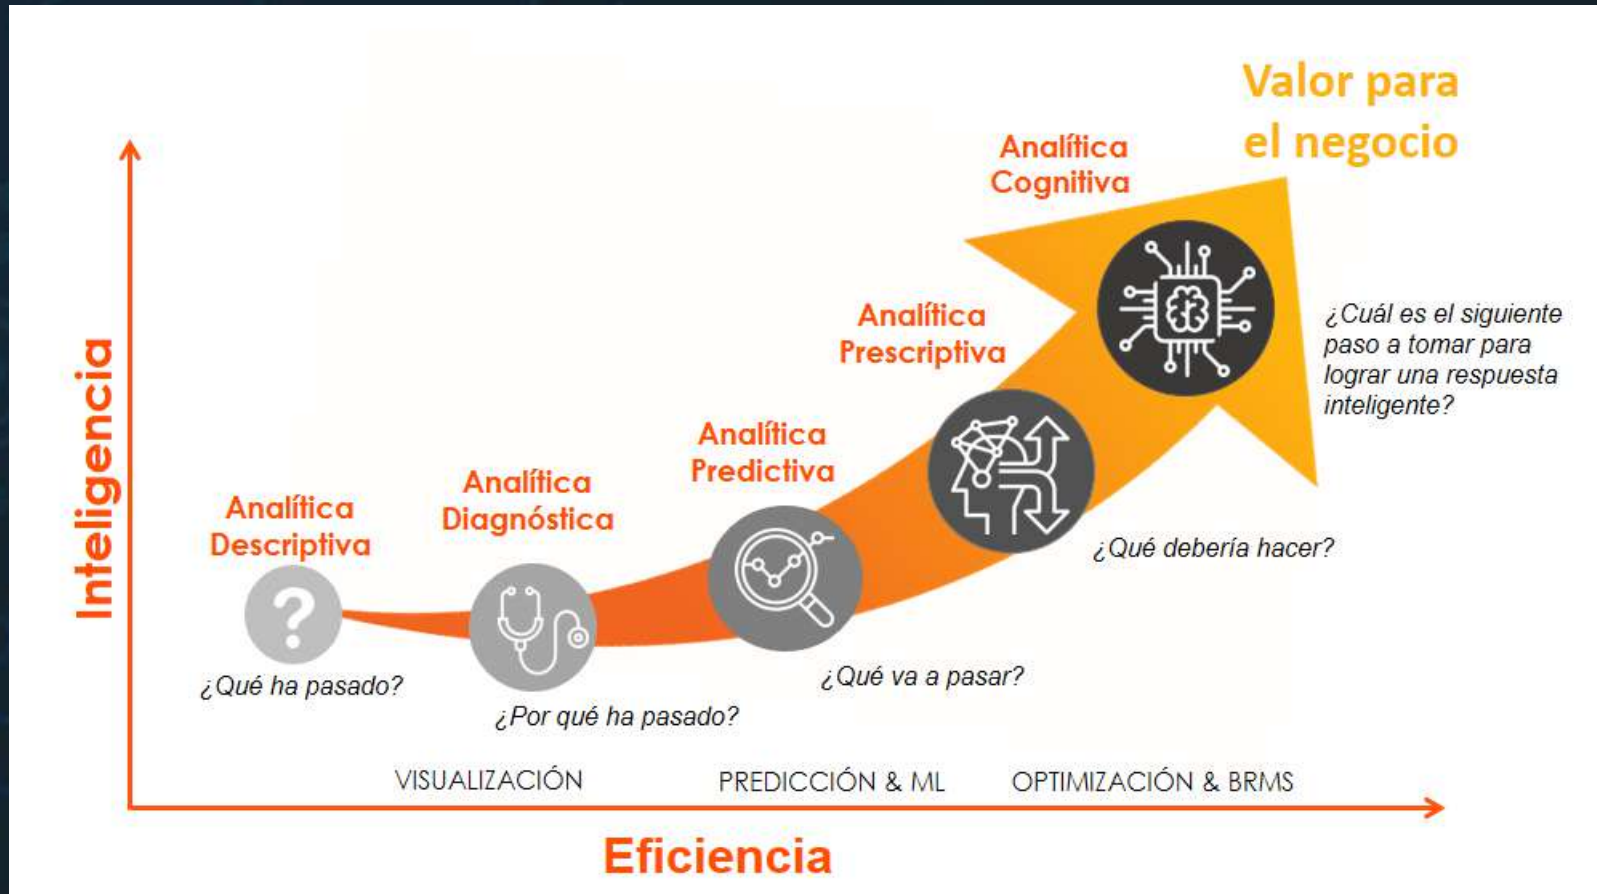 Valor para
el negocio
Analítica
Cognitiva
¿Cuál es el siguiente
paso a tomar para
lograr una respuesta
inteligente?
Analítica
Prescriptiva
¿Qué debería hacer?
Analítica
Predictiva
¿Qué va a pasar?
Analítica
Diagnóstica
¿Por qué ha pasado?
Analítica
Descriptiva
?
¿Qué ha pasado?
Inteligencia
VISUALIZACIÓN
PREDICCIÓN & ML
OPTIMIZACIÓN & BRMS
Eficiencia